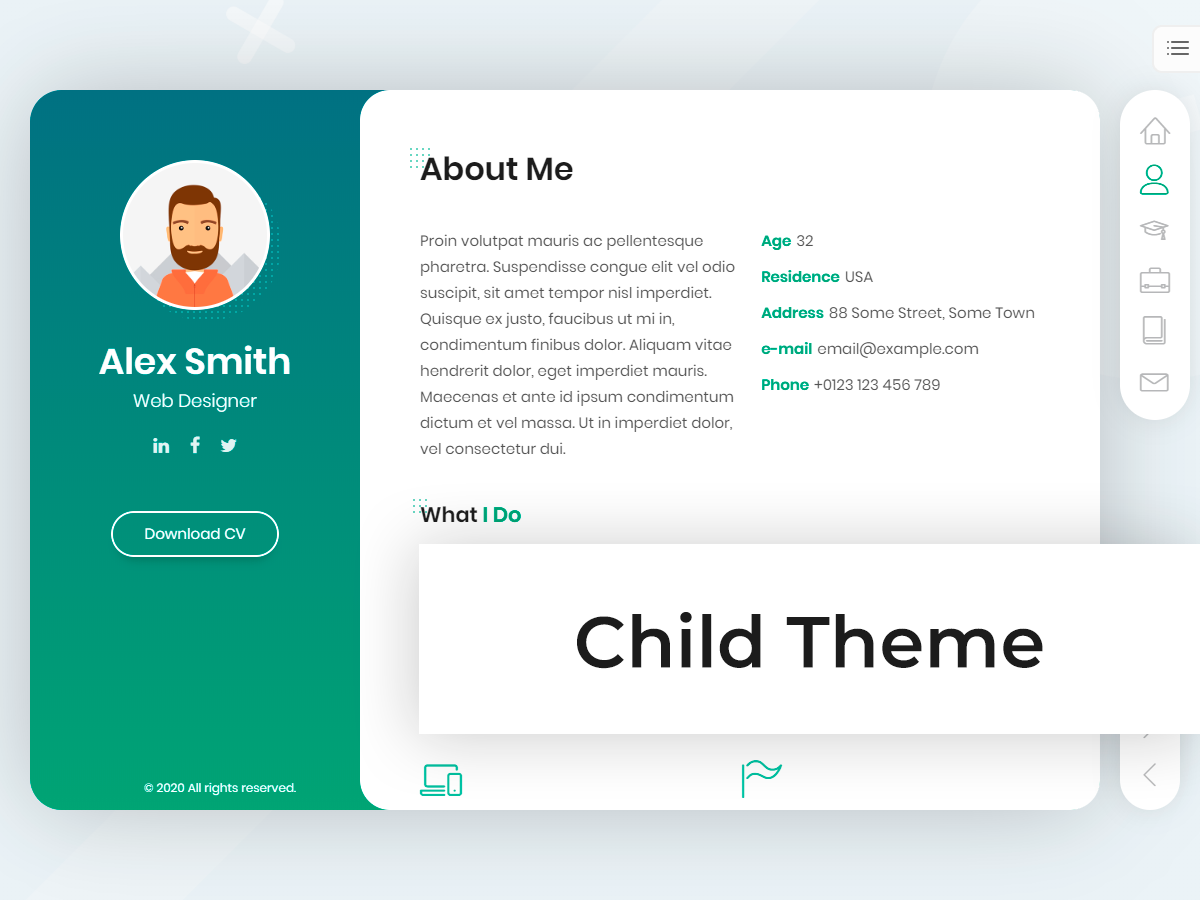 About Me
Proin volutpat mauris ac pellentesque
pharetra. Suspendisse congue elit vel odio
suscipit, sit amet tempor nisl imperdiet.
Quisque ex justo, faucibus ut mi in,
condimentum finibus dolor. Aliquam vitae
hendrerit dolor, eget imperdiet mauris.
Maecenas et ante id ipsum condimentum
dictum et vel massa. Ut in imperdiet dolor,
vel consectetur dui.
Age 32
Residence USA
Address 88 Some Street, Some Town
e-mail email@example.com
Phone +0123 123 456 789
Alex Smith
Web Designer
in f
Download CV
© 2020 All rights reserved.
What I Do
Child Theme